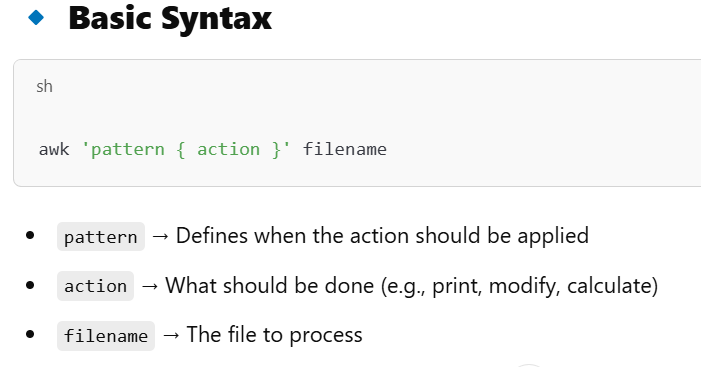 Basic Syntax
sh
awk 'pattern { action }' filename
pattern → Defines when the action should be applied
action → What should be done (e.g., print, modify, calculate)
filename → The file to process